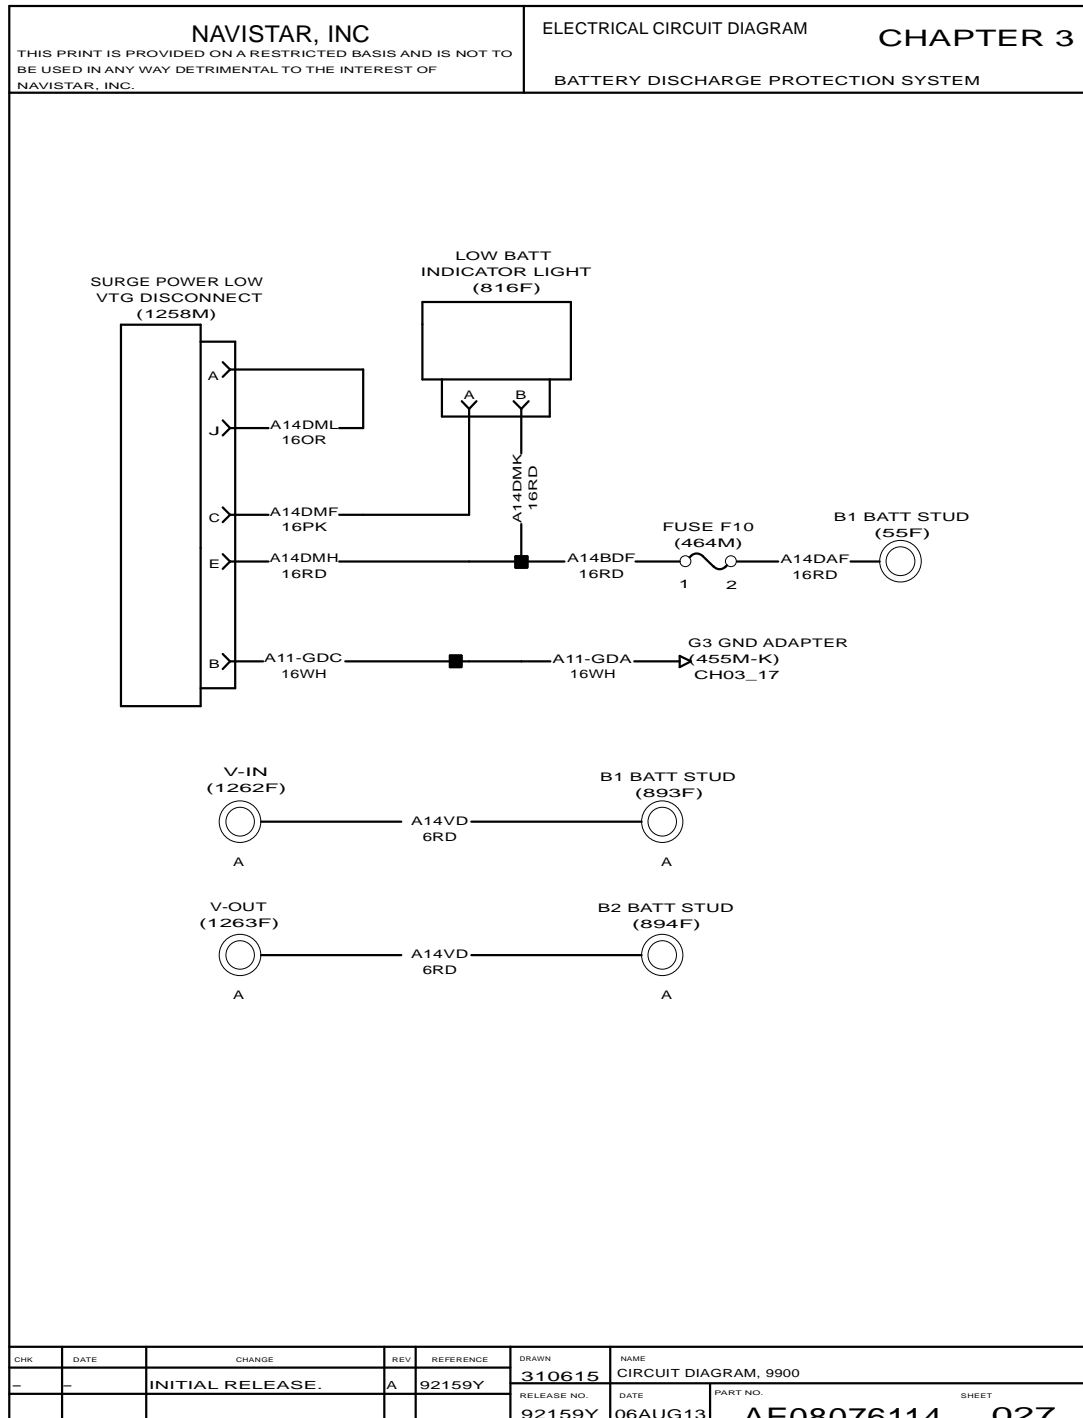 NAVISTAR, INC
THIS PRINT IS PROVIDED ON A RESTRICTED BASIS AND IS NOT TO
BE USED IN ANY WAY DETRIMENTAL TO THE INTEREST OF
NAVISTAR, INC.
ELECTRICAL CIRCUIT DIAGRAM
CHAPTER 3
BATTERY DISCHARGE PROTECTION SYSTEM
LOW BATT
INDICATOR LIGHT
(816F)
SURGE POWER LOW
VTG DISCONNECT
(1258M)
A
A B
J
A14DML
16OR
A14DMK
16RD
C
A14DMF
16PK
FUSE F10
(464M)
B1 BATT STUD
(55F)
E
A14DMH
16RD
A14BDF
16RD
1 2
A14DAF
16RD
B
A11-GDC
16WH
A11-GDA
16WH
G3 GND ADAPTER
(455M-K)
CH03_17
V-IN
(1262F)
A
A14VD
6RD
B1 BATT STUD
(893F)
A
V-OUT
(1263F)
A
A14VD
6RD
B2 BATT STUD
(894F)
A
CHK DATE CHANGE REV REFERENCE
– – INITIAL RELEASE. A 92159Y
DRAWN
310615
NAME
CIRCUIT DIAGRAM, 9900
RELEASE NO.
92159Y
DATE
06AUG13
PART NO.
AE08076114
SHEET
027